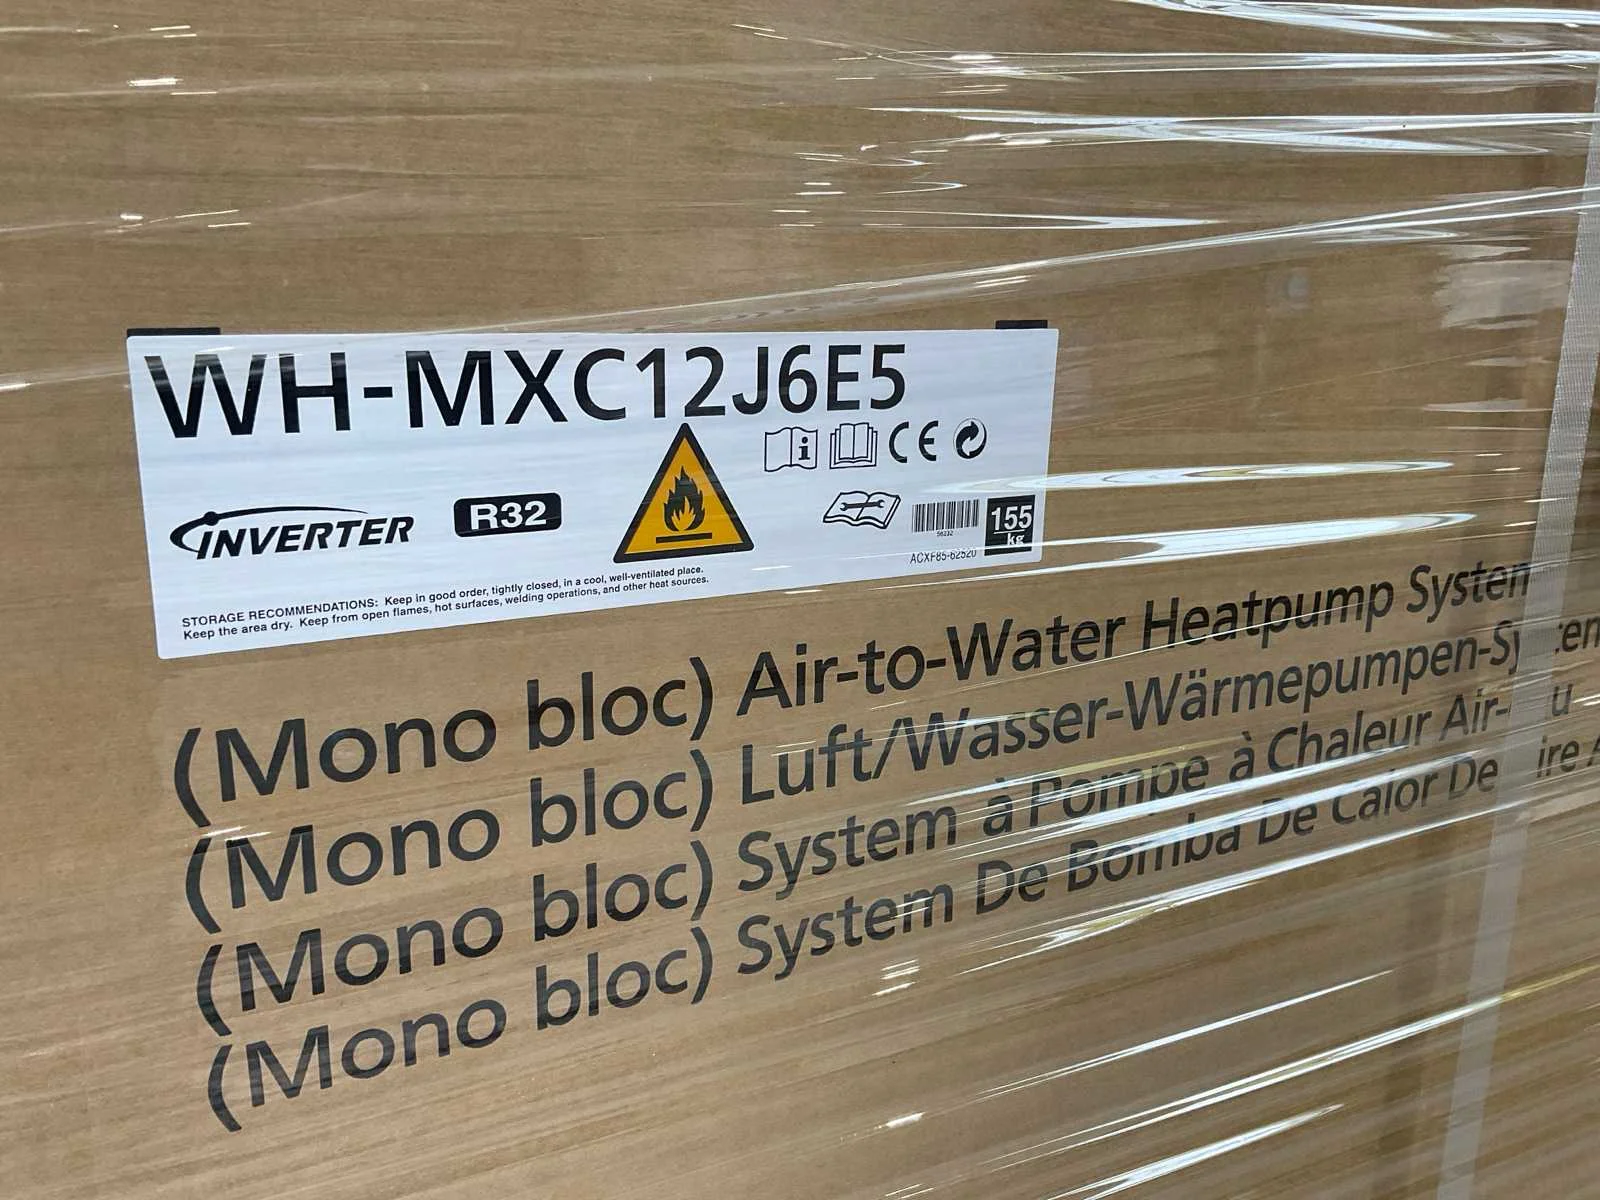 WH-MXC12J6E5
i
CE
INVERTER
R32
155
kg
56232
ACXF85-62520
STORAGE RECOMMENDATIONS: Keep in good order, tightly closed, in a cool, well-ventilated place.
Keep the area dry. Keep from open flames, hot surfaces, welding operations, and other heat sources.
(Mono bloc) Air-to-Water Heatpump System
(Mono bloc) Luft/Wasser-Wärmepumpen-Sy
(Mono bloc) System à Pompe à Chaleur Air-
(Mono bloc) System De Bomba De Calor De